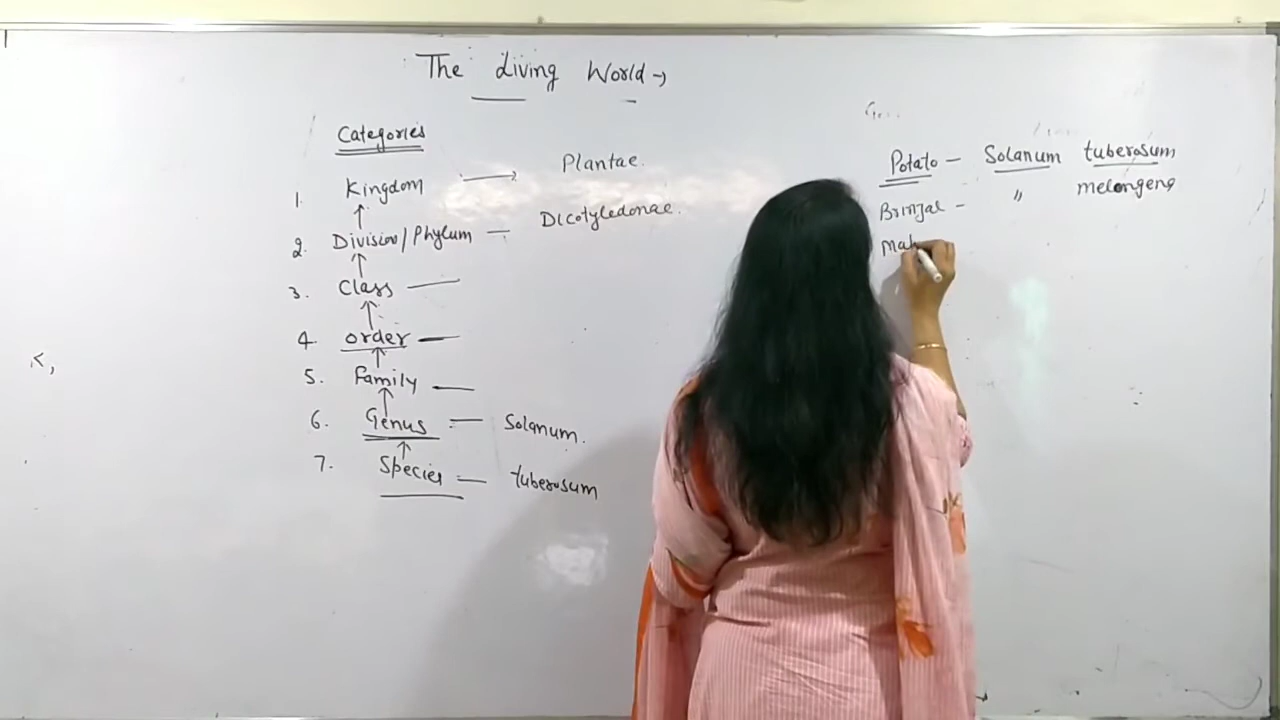 The Living World →
Categories
1. Kingdom → Plantae.
2. Division/Phylum — Dicotyledonae.
3. Class —
4. order —
5. Family —
6. Genus — Solanum.
7. Species — tuberosum
Potato — Solanum tuberosum
Brinjal — " melongena